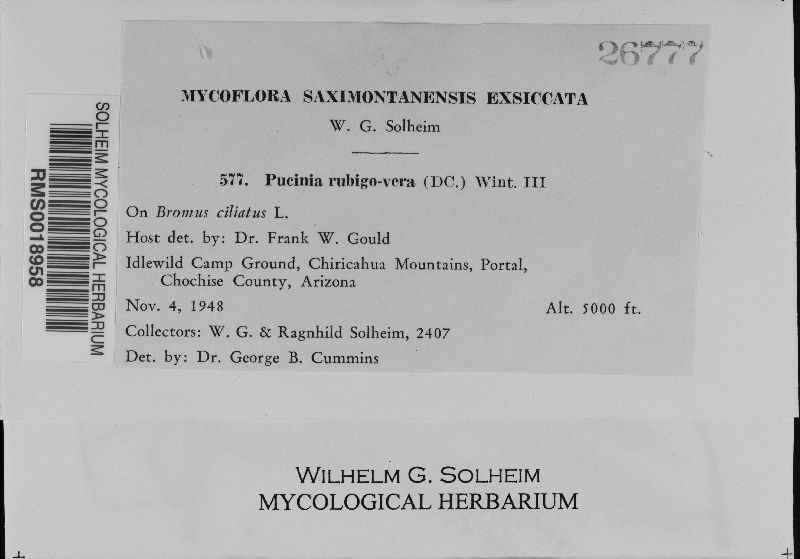 26777
MYCOFLORA SAXIMONTANENSIS EXSICCATA
W. G. Solheim
577. Pucinia rubigo-vera (DC.) Wint. III
On Bromus ciliatus L.
Host det. by: Dr. Frank W. Gould
Idlewild Camp Ground, Chiricahua Mountains, Portal,
Chochise County, Arizona
Nov. 4, 1948 Alt. 5000 ft.
Collectors: W. G. & Ragnhild Solheim, 2407
Det. by: Dr. George B. Cummins
SOLHEIM MYCOLOGICAL HERBARIUM
RMS0018958
WILHELM G. SOLHEIM
MYCOLOGICAL HERBARIUM